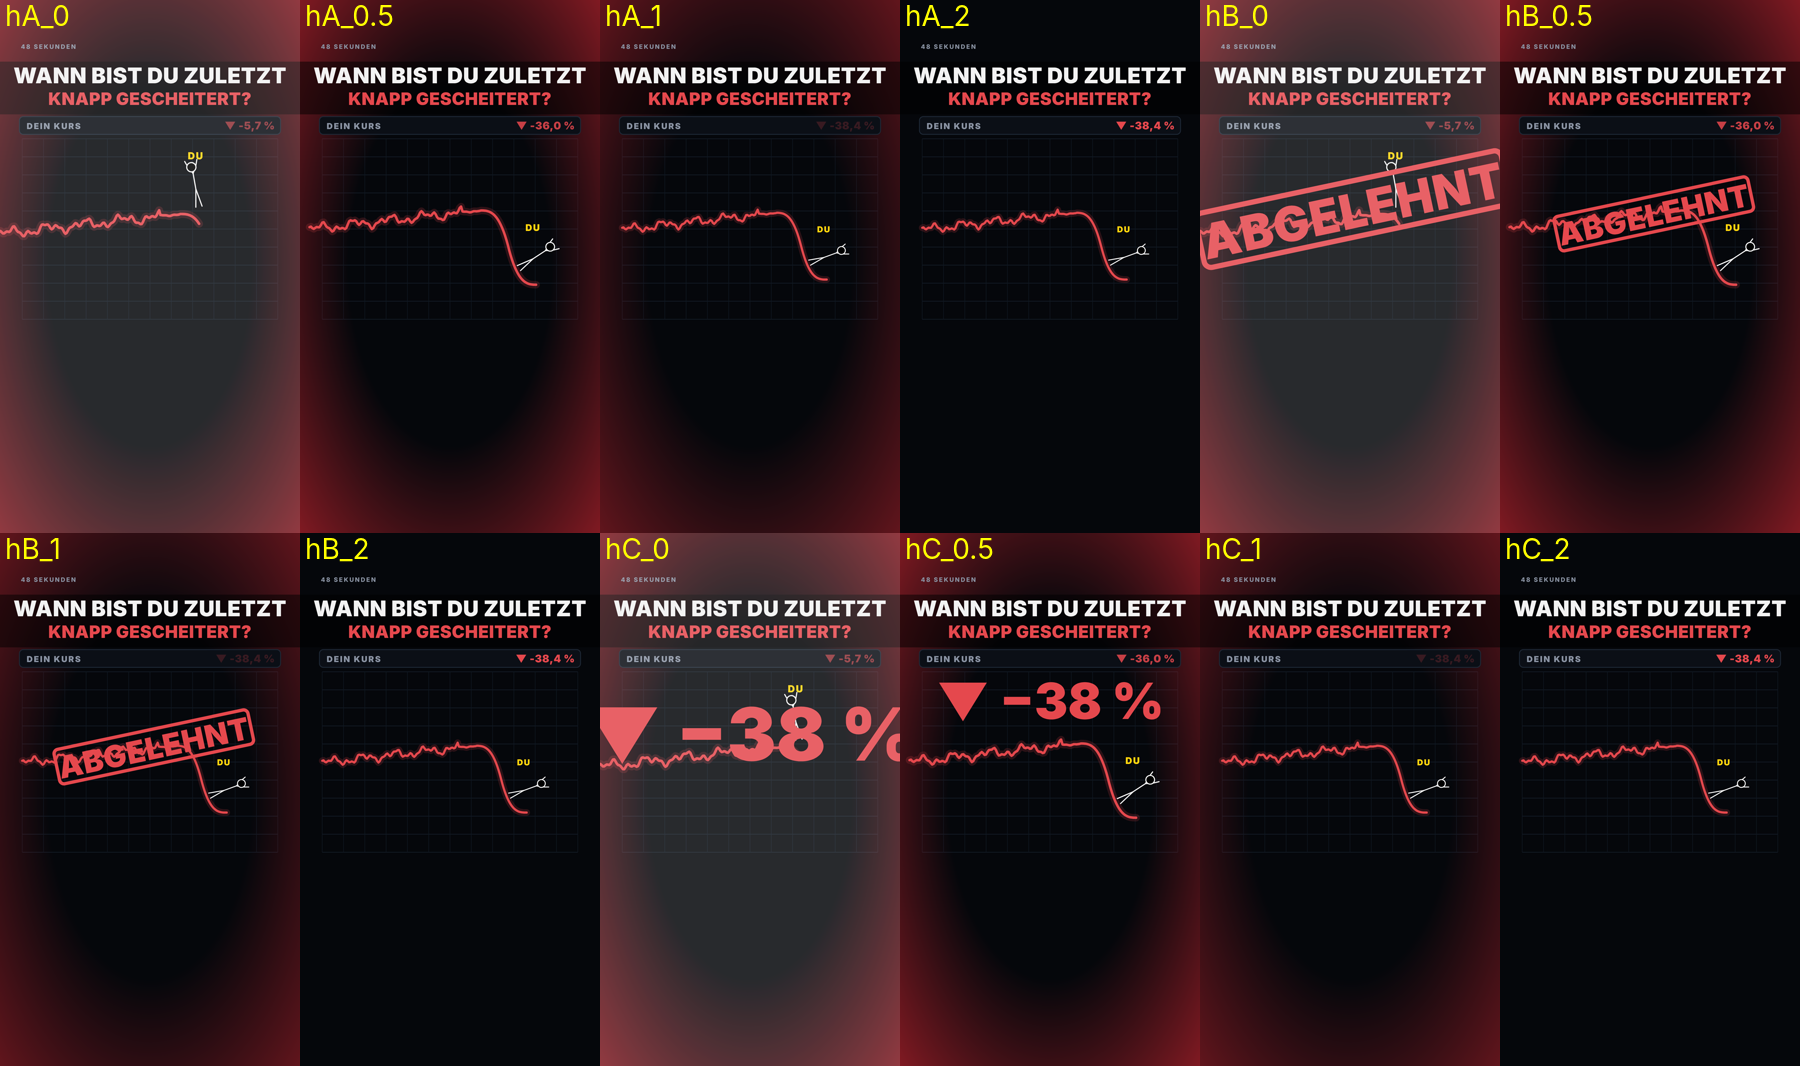 hA_0
48 SEKUNDEN
WANN BIST DU ZULETZT
KNAPP GESCHEITERT?
DEIN KURS ▼ -5,7 %
DU
hA_0.5
48 SEKUNDEN
WANN BIST DU ZULETZT
KNAPP GESCHEITERT?
DEIN KURS ▼ -36,0 %
DU
hA_1
48 SEKUNDEN
WANN BIST DU ZULETZT
KNAPP GESCHEITERT?
DEIN KURS ▼ -38,4 %
DU
hA_2
48 SEKUNDEN
WANN BIST DU ZULETZT
KNAPP GESCHEITERT?
DEIN KURS ▼ -38,4 %
DU
hB_0
48 SEKUNDEN
WANN BIST DU ZULETZT
KNAPP GESCHEITERT?
DEIN KURS ▼ -5,7 %
DU
ABGELEHNT
hB_0.5
48 SEKUNDEN
WANN BIST DU ZULETZT
KNAPP GESCHEITERT?
DEIN KURS ▼ -36,0 %
ABGELEHNT
DU
hB_1
48 SEKUNDEN
WANN BIST DU ZULETZT
KNAPP GESCHEITERT?
DEIN KURS ▼ -38,4 %
ABGELEHNT
DU
hB_2
48 SEKUNDEN
WANN BIST DU ZULETZT
KNAPP GESCHEITERT?
DEIN KURS ▼ -38,4 %
DU
hC_0
48 SEKUNDEN
WANN BIST DU ZULETZT
KNAPP GESCHEITERT?
DEIN KURS ▼ -5,7 %
DU
▼ −38 %
hC_0.5
48 SEKUNDEN
WANN BIST DU ZULETZT
KNAPP GESCHEITERT?
DEIN KURS ▼ -36,0 %
▼ −38 %
DU
hC_1
48 SEKUNDEN
WANN BIST DU ZULETZT
KNAPP GESCHEITERT?
DEIN KURS ▼ -38,4 %
DU
hC_2
48 SEKUNDEN
WANN BIST DU ZULETZT
KNAPP GESCHEITERT?
DEIN KURS ▼ -38,4 %
DU